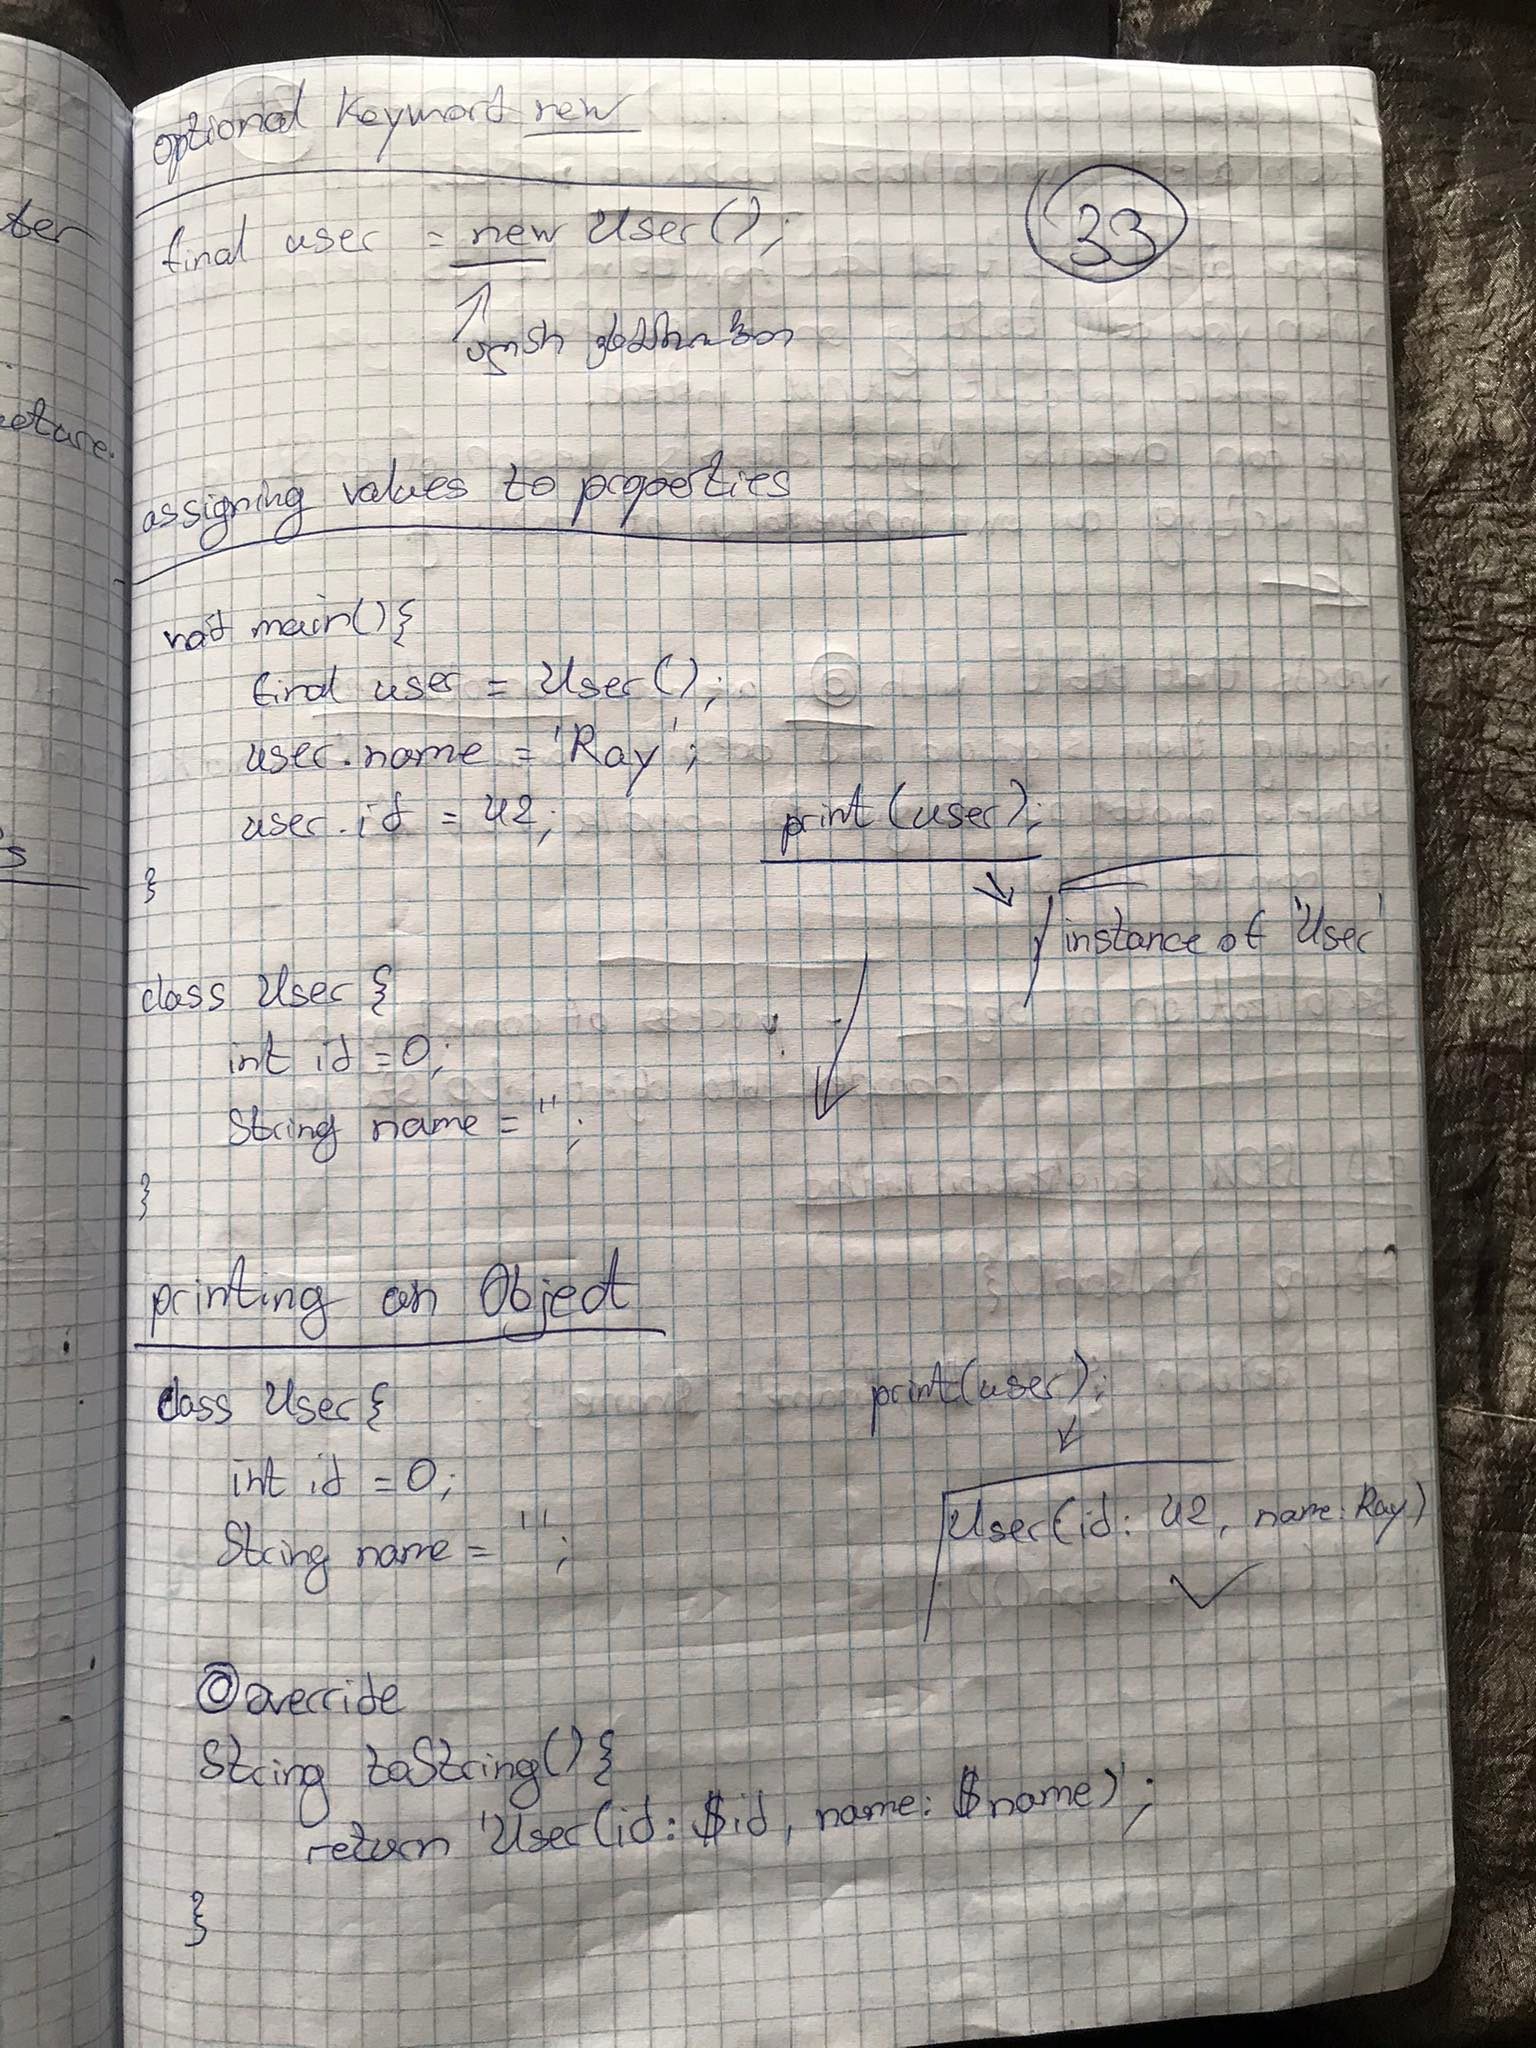 ter
eture.
s
optional keyword new
33
final user = new User();
assigning values to properties
void main(){
final user = User();
user.name = 'Ray';
user.id = 42;
print(user);
}
instance of 'User'
class User {
int id = 0;
String name = '';
}
printing an Object
class User {
print(user);
int id = 0;
User(id: 42, name: Ray)
String name = '';
@override
String toString(){
return 'User(id: $id, name: $name)';
}